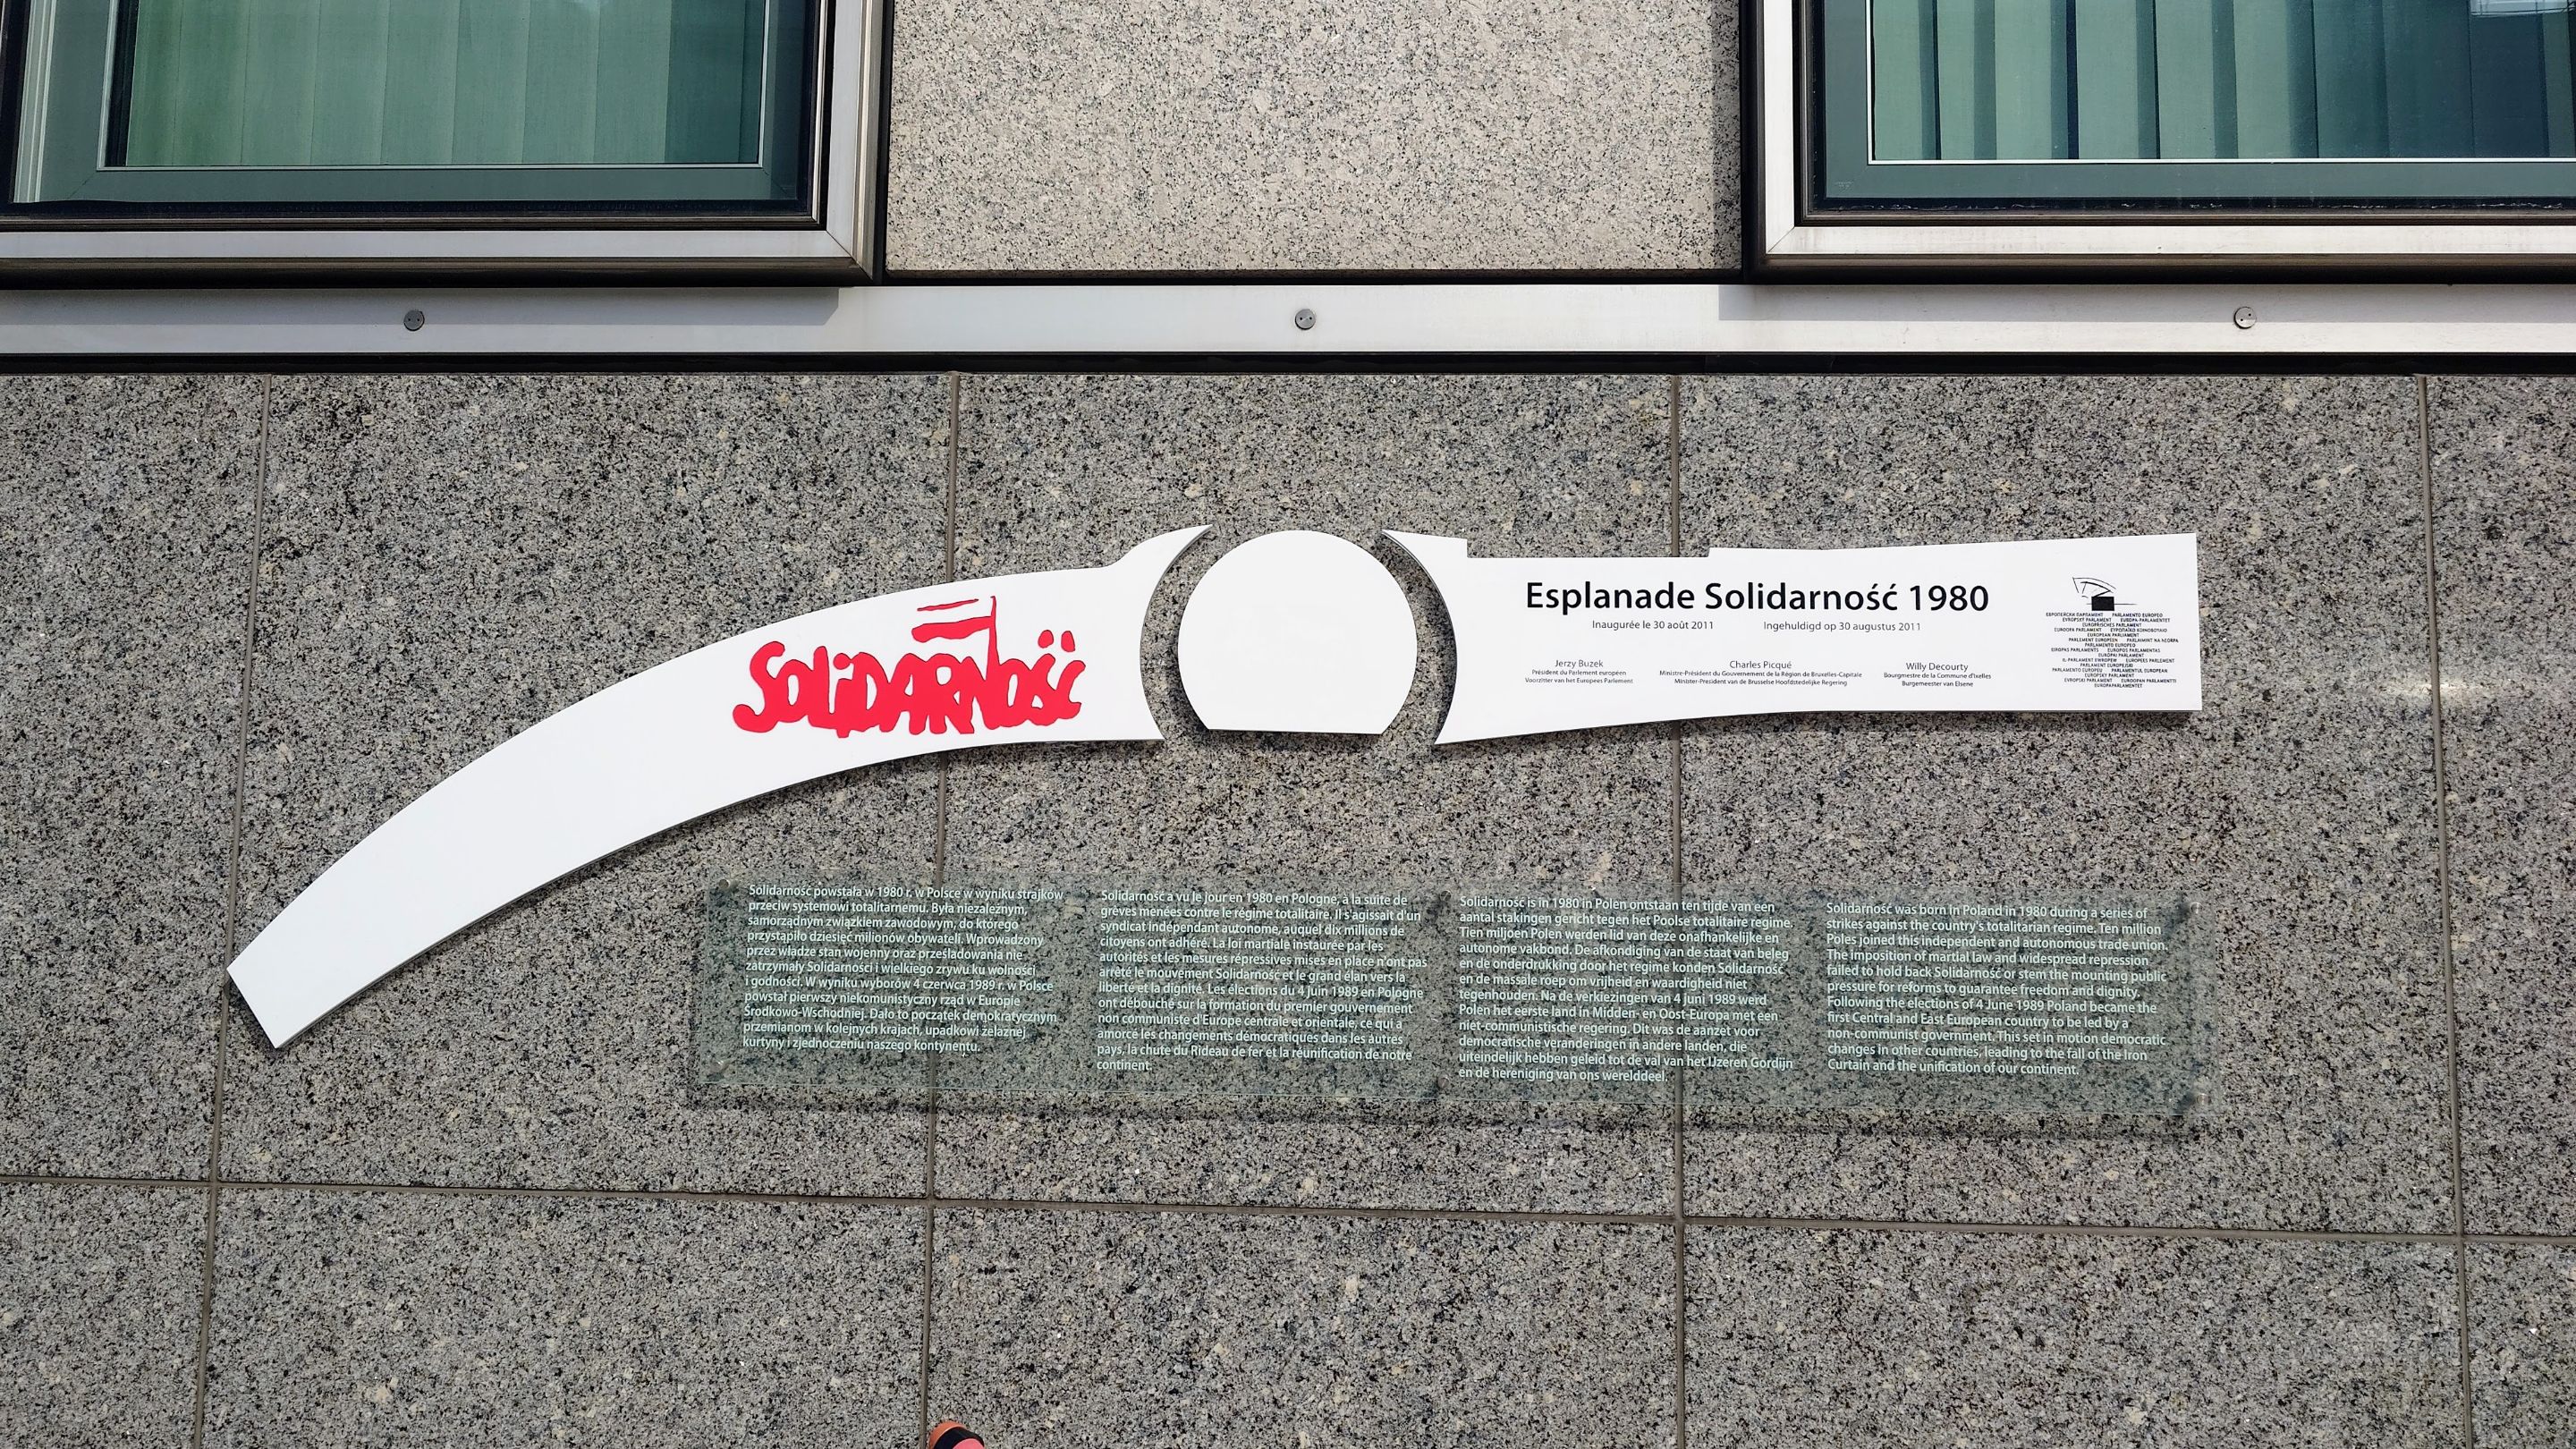 SOLIDARNOŚĆ
Esplanade Solidarność 1980
Inaugurée le 30 août 2011
Ingehuldigd op 30 augustus 2011
Jerzy Buzek
Président du Parlement européen
Voorzitter van het Europees Parlement
Charles Picqué
Ministre-Président du Gouvernement de la Région de Bruxelles-Capitale
Minister-President van de Brusselse Hoofdstedelijke Regering
Willy Decourty
Bourgmestre de la Commune d'Ixelles
Burgemeester van Elsene
Solidarność powstała w 1980 r. w Polsce w wyniku strajków
przeciw systemowi totalitarnemu. Była niezależnym,
samorządnym związkiem zawodowym, do którego
przystąpiło dziesięć milionów obywateli. Wprowadzony
przez władze stan wojenny oraz prześladowania nie
zatrzymały Solidarności i wielkiego zrywu ku wolności
i godności. W wyniku wyborów 4 czerwca 1989 r. w Polsce
powstał pierwszy niekomunistyczny rząd w Europie
Środkowo-Wschodniej. Dało to początek demokratycznym
przemianom w kolejnych krajach, upadkowi żelaznej
kurtyny i zjednoczeniu naszego kontynentu.
Solidarność a vu le jour en 1980 en Pologne, à la suite de
grèves menées contre le régime totalitaire. Il s'agissait d'un
syndicat indépendant autonome, auquel dix millions de
citoyens ont adhéré. La loi martiale instaurée par les
autorités et les mesures répressives mises en place n'ont pas
arrêté le mouvement Solidarność et le grand élan vers la
liberté et la dignité. Les élections du 4 juin 1989 en Pologne
ont débouché sur la formation du premier gouvernement
non communiste d'Europe centrale et orientale, ce qui a
amorcé les changements démocratiques dans les autres
pays, la chute du Rideau de fer et la réunification de notre
continent.
Solidarność is in 1980 in Polen ontstaan ten tijde van een
aantal stakingen gericht tegen het Poolse totalitaire regime.
Tien miljoen Polen werden lid van deze onafhankelijke en
autonome vakbond. De afkondiging van de staat van beleg
en de onderdrukking door het regime konden Solidarność
en de massale roep om vrijheid en waardigheid niet
tegenhouden. Na de verkiezingen van 4 juni 1989 werd
Polen het eerste land in Midden- en Oost-Europa met een
niet-communistische regering. Dit was de aanzet voor
democratische veranderingen in andere landen, die
uiteindelijk hebben geleid tot de val van het IJzeren Gordijn
en de hereniging van ons werelddeel.
Solidarność was born in Poland in 1980 during a series of
strikes against the country's totalitarian regime. Ten million
Poles joined this independent and autonomous trade union.
The imposition of martial law and widespread repression
failed to hold back Solidarność or stem the mounting public
pressure for reforms to guarantee freedom and dignity.
Following the elections of 4 June 1989 Poland became the
first Central and East European country to be led by a
non-communist government. This set in motion democratic
changes in other countries, leading to the fall of the Iron
Curtain and the unification of our continent.